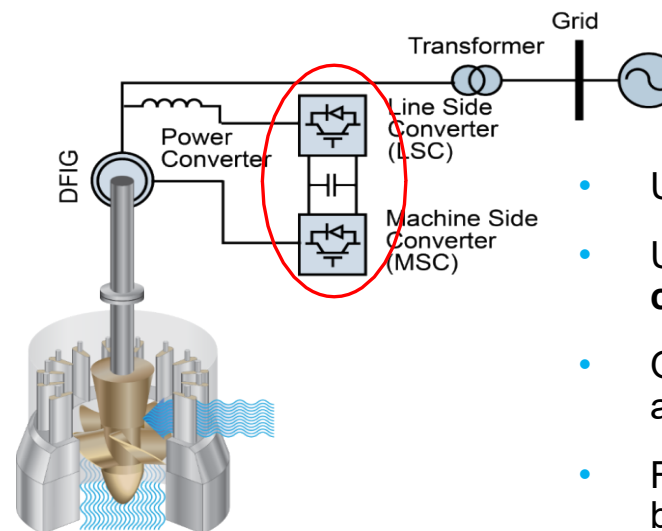 Grid
Transformer
Line Side
Converter
(LSC)
Power
Converter
DFIG
Machine Side
Converter
(MSC)